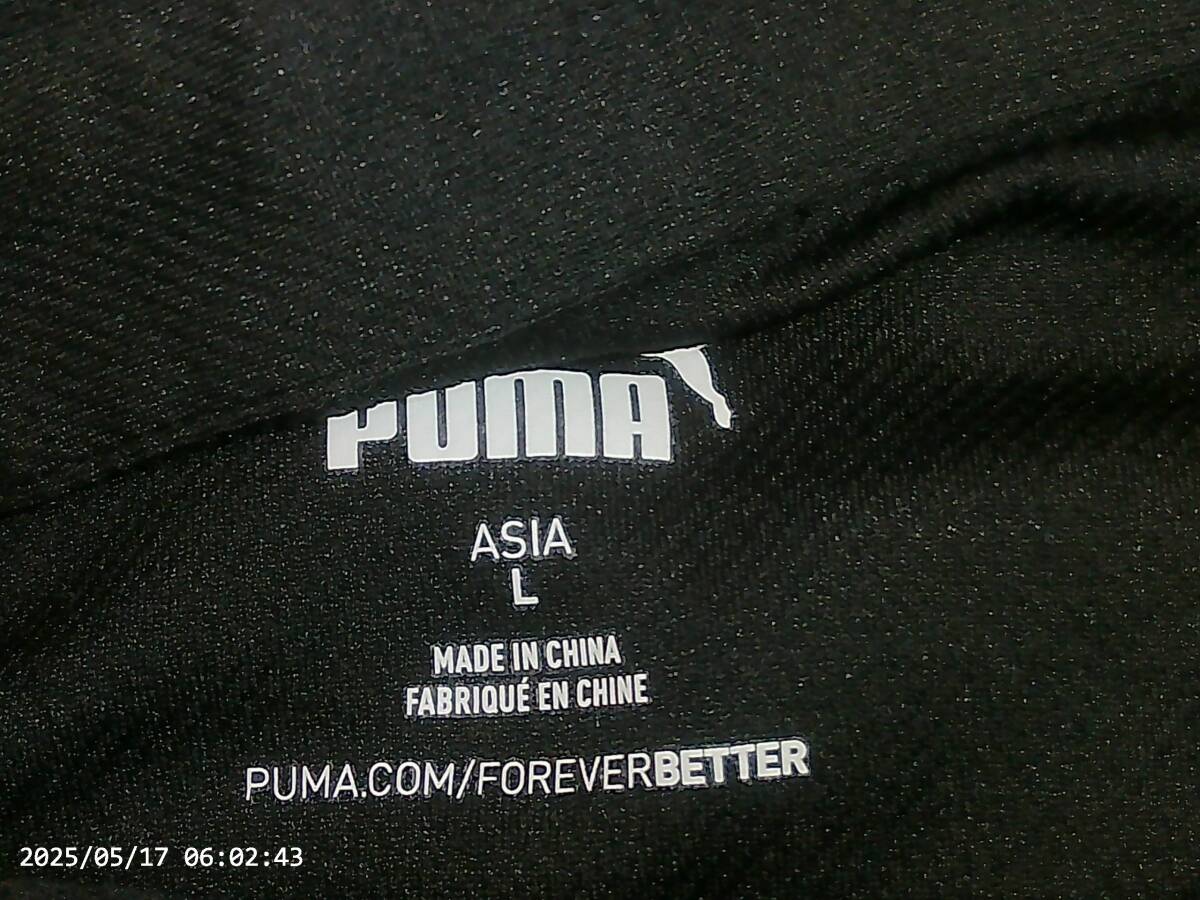 PUMA
ASIA
L
MADE IN CHINA
FABRIQUÉ EN CHINE
PUMA.COM/FOREVERBETTER
2025/05/17 06:02:43